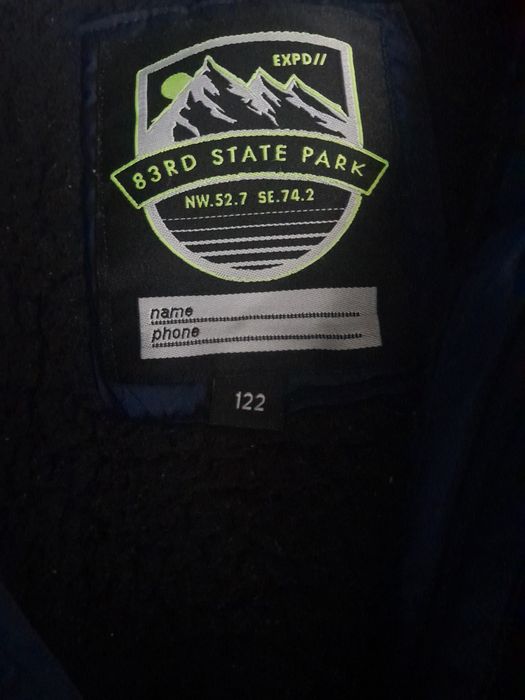 EXPD//
83RD STATE PARK
NW.52.7 SE.74.2
name
phone
122